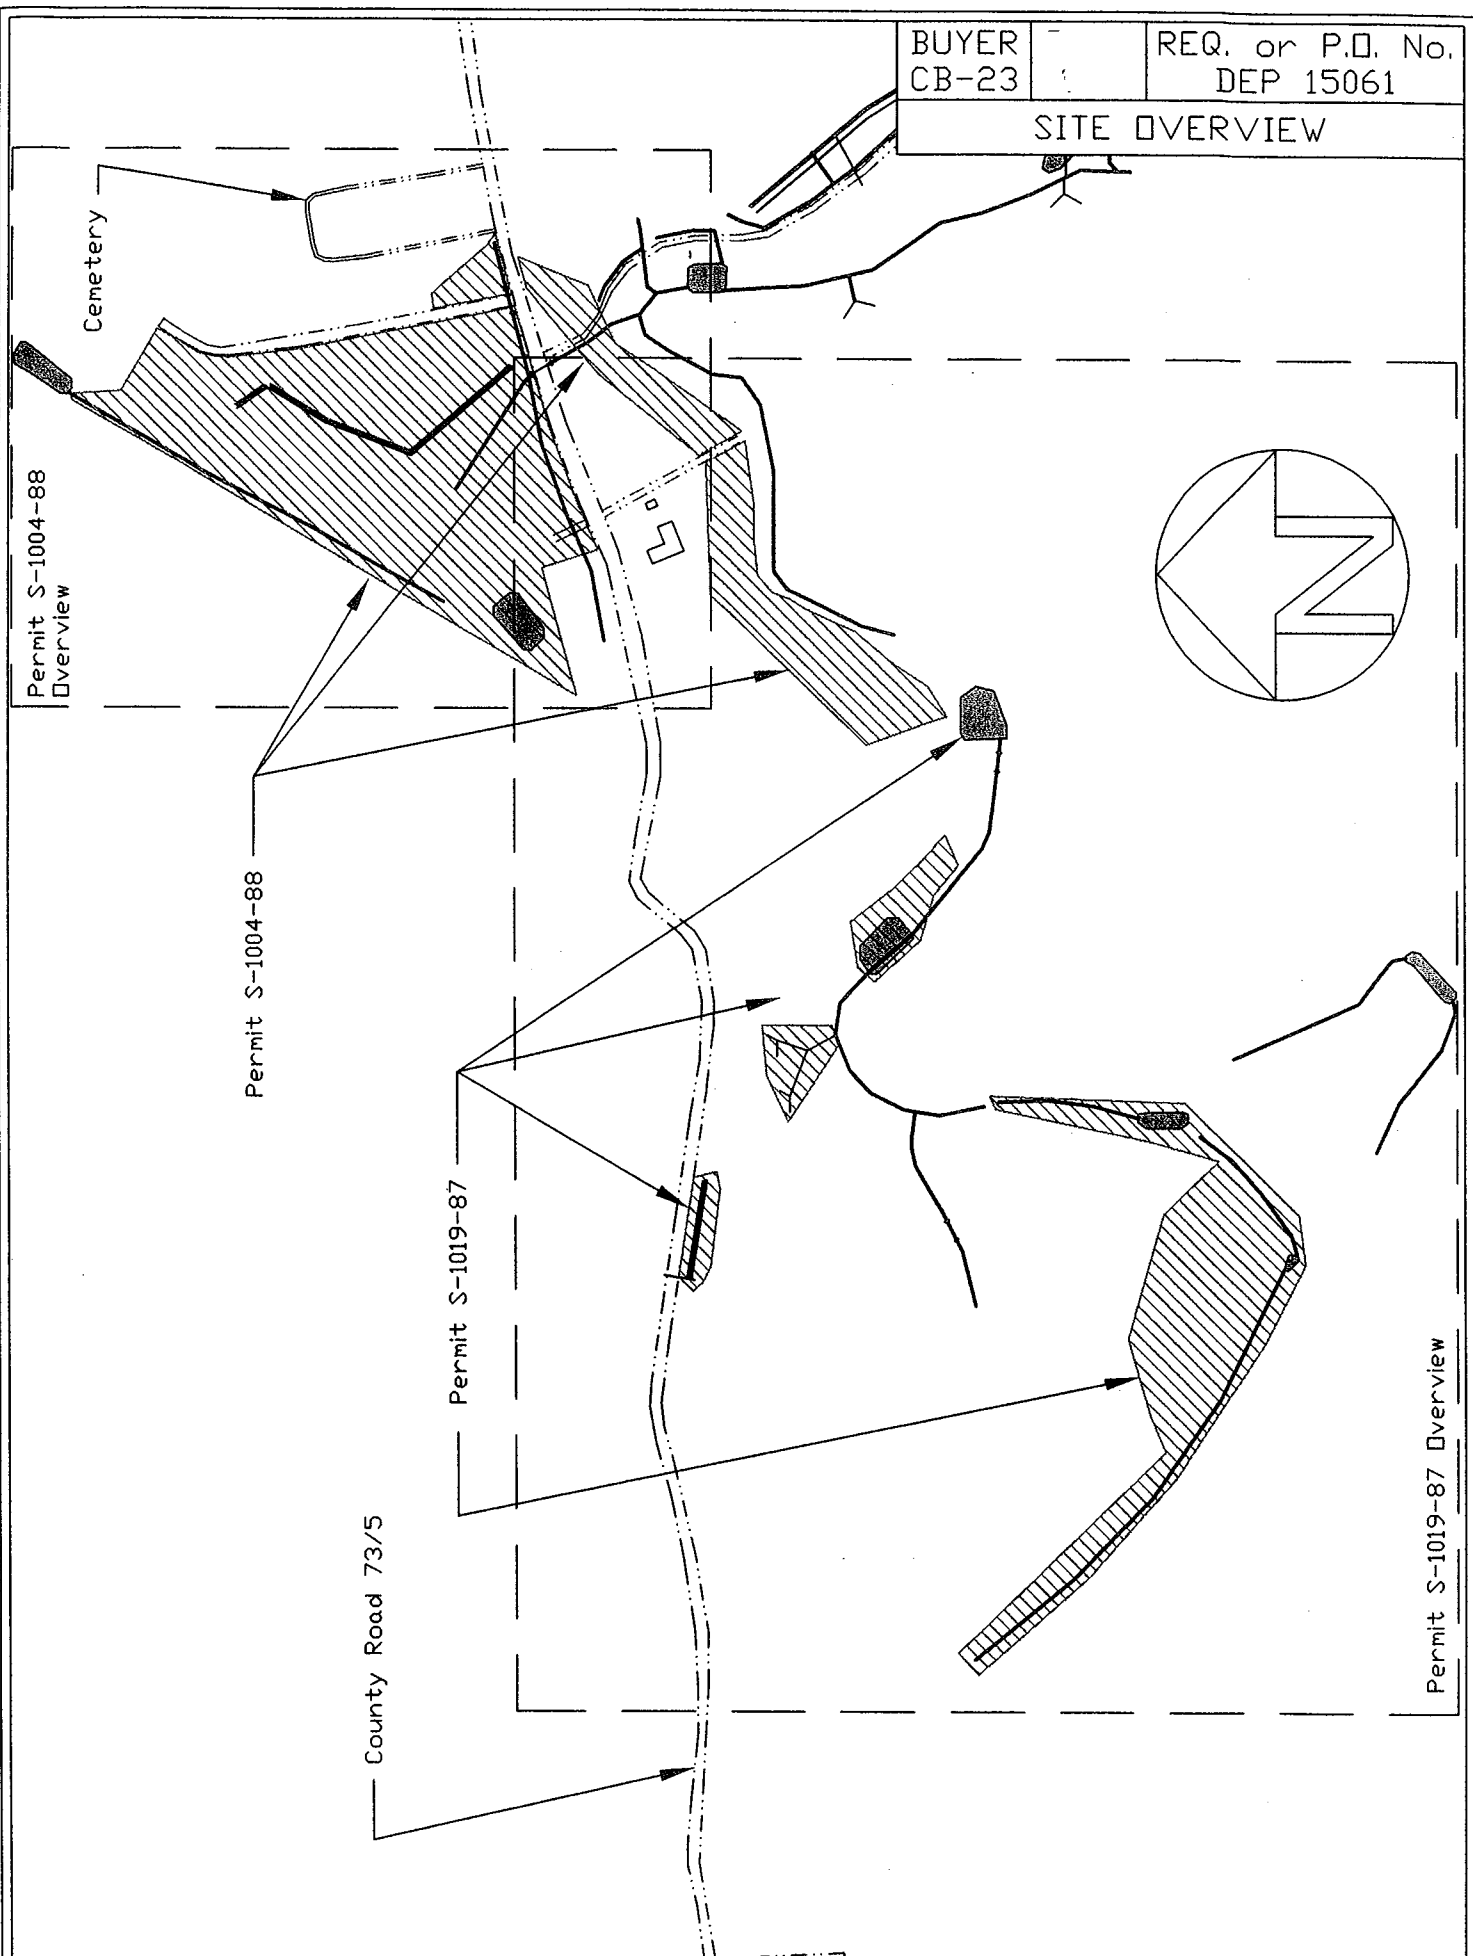 BUYER
CB-23
REQ. or P.O. No.
DEP 15061
SITE OVERVIEW
Cemetery
Permit S-1004-88
Overview
Permit S-1004-88
Permit S-1019-87
County Road 73/5
Permit S-1019-87 Overview
N